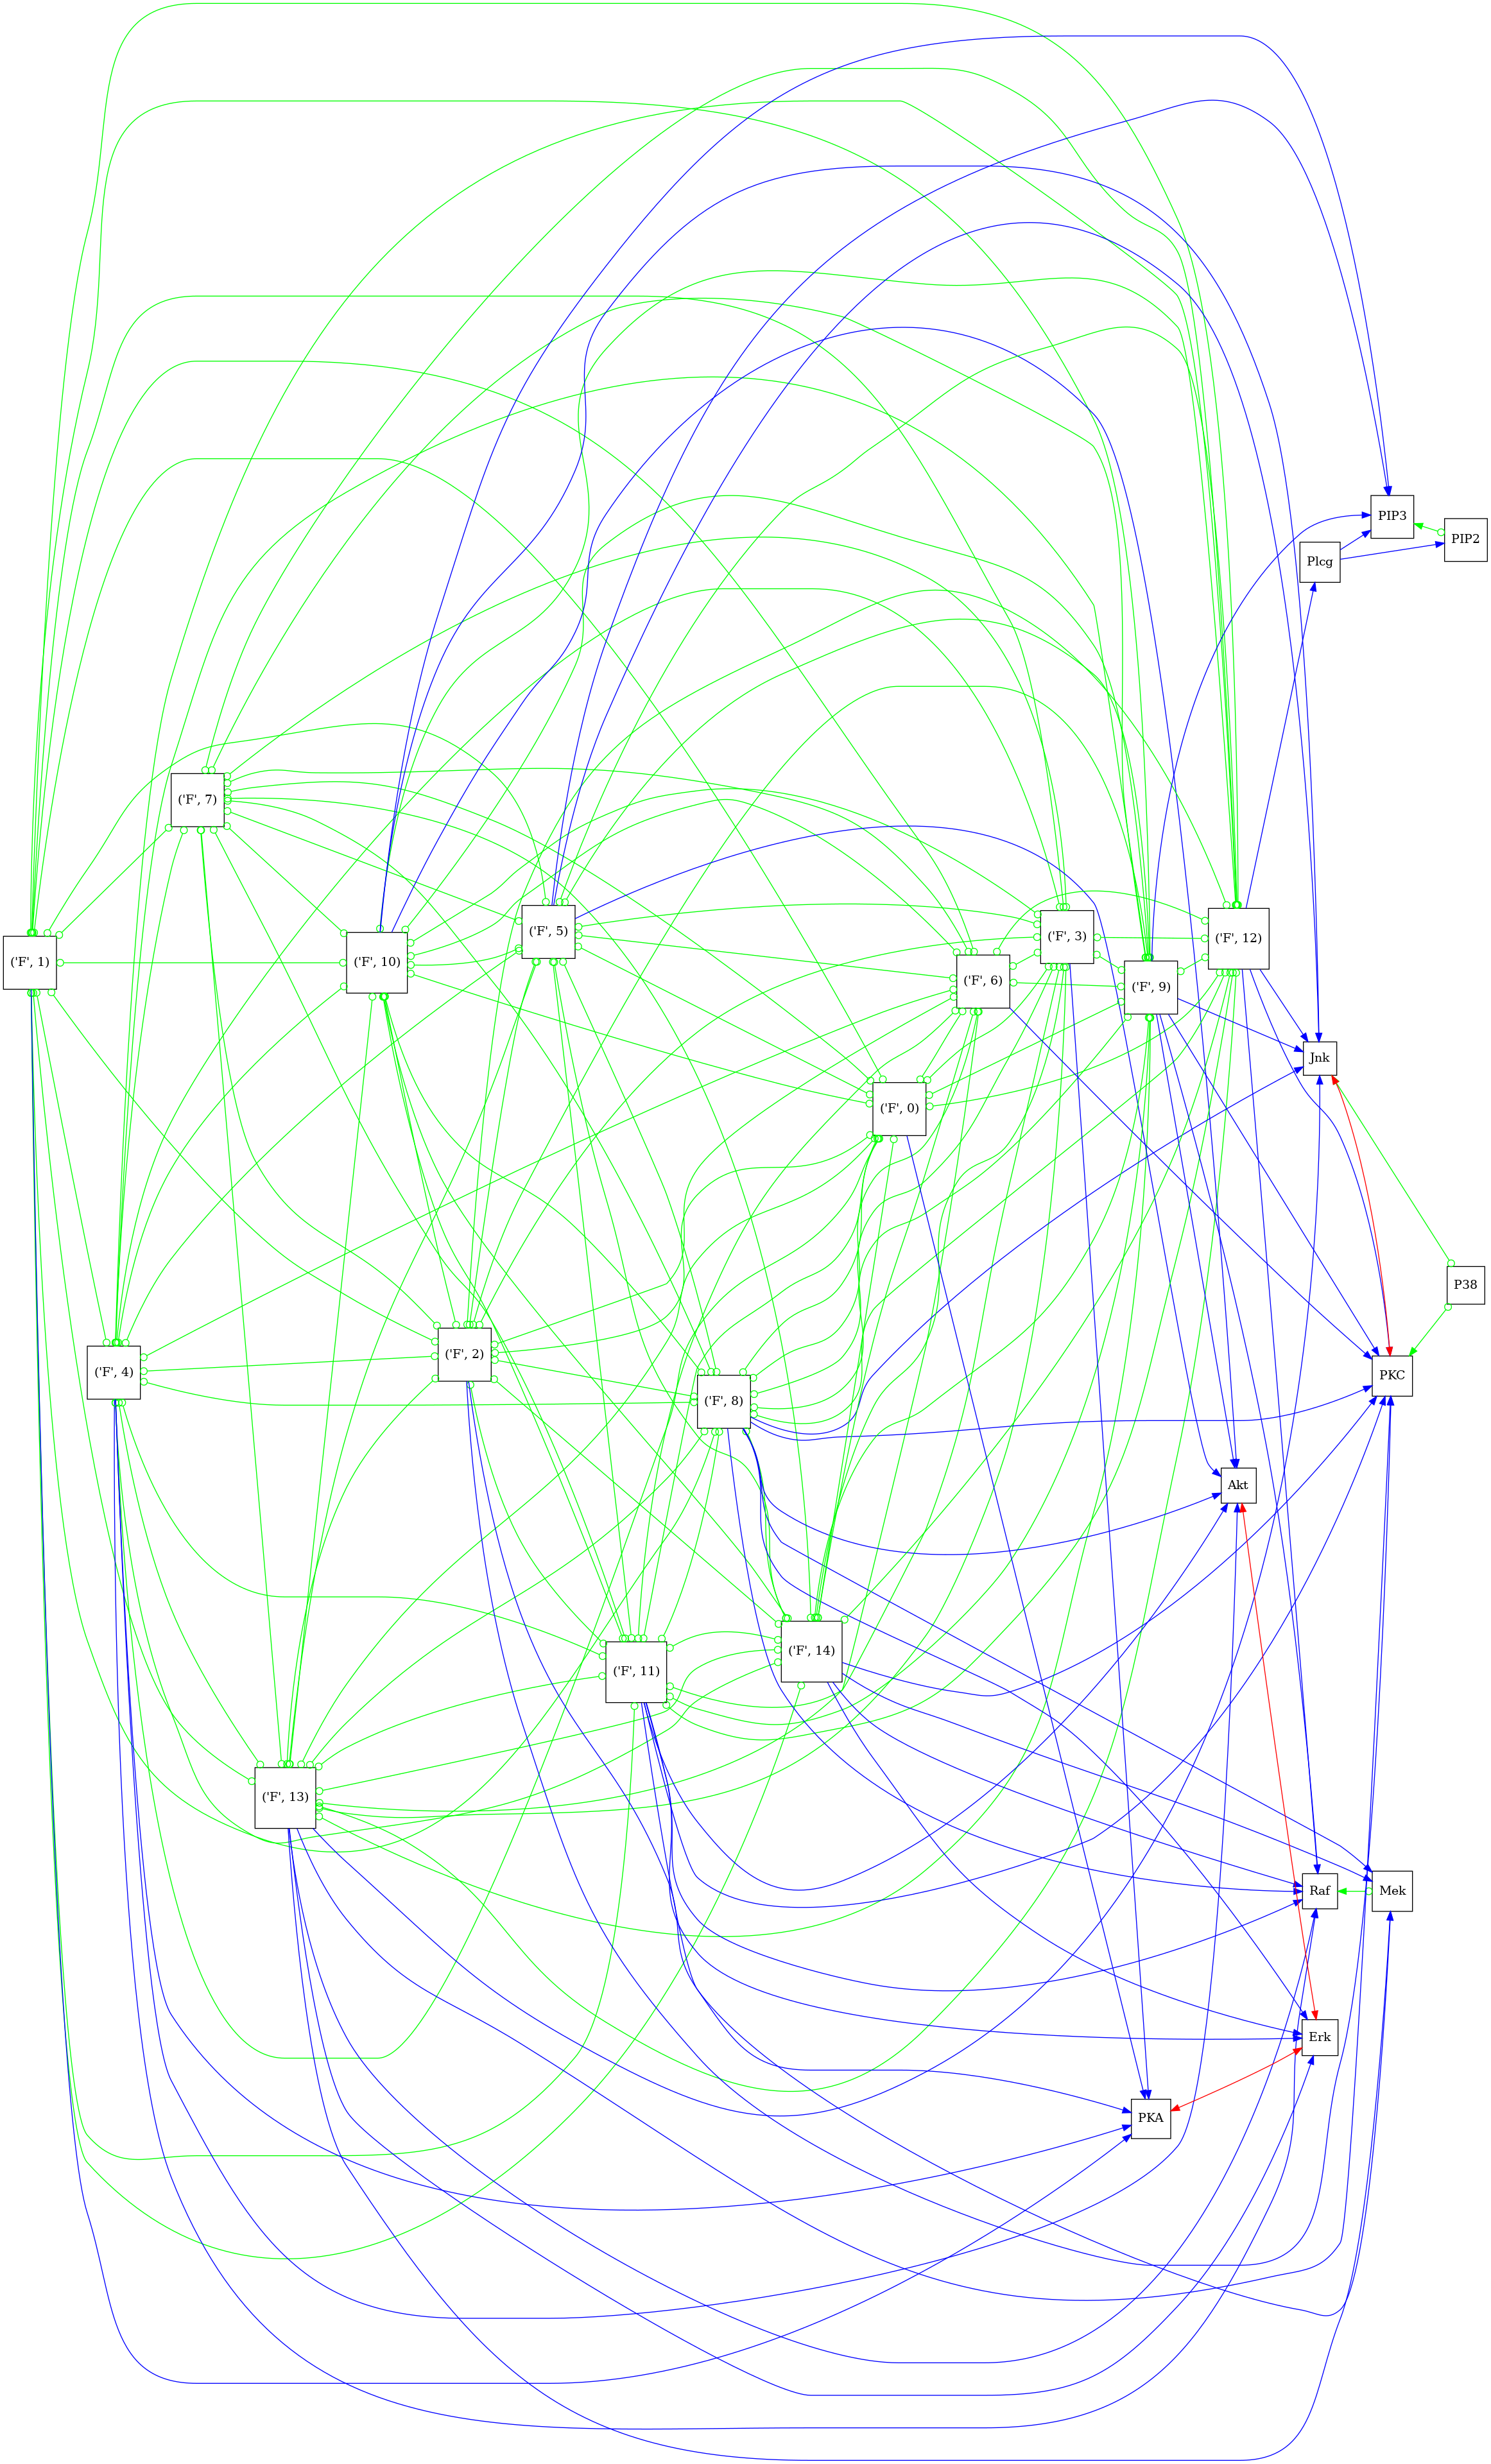 PIP3
PIP2
Plcg
('F', 7)
('F', 5)
('F', 3)
('F', 12)
('F', 10)
('F', 1)
('F', 6)
('F', 9)
Jnk
('F', 0)
P38
('F', 2)
('F', 4)
PKC
('F', 8)
Akt
('F', 14)
('F', 11)
('F', 13)
Raf
Mek
Erk
PKA